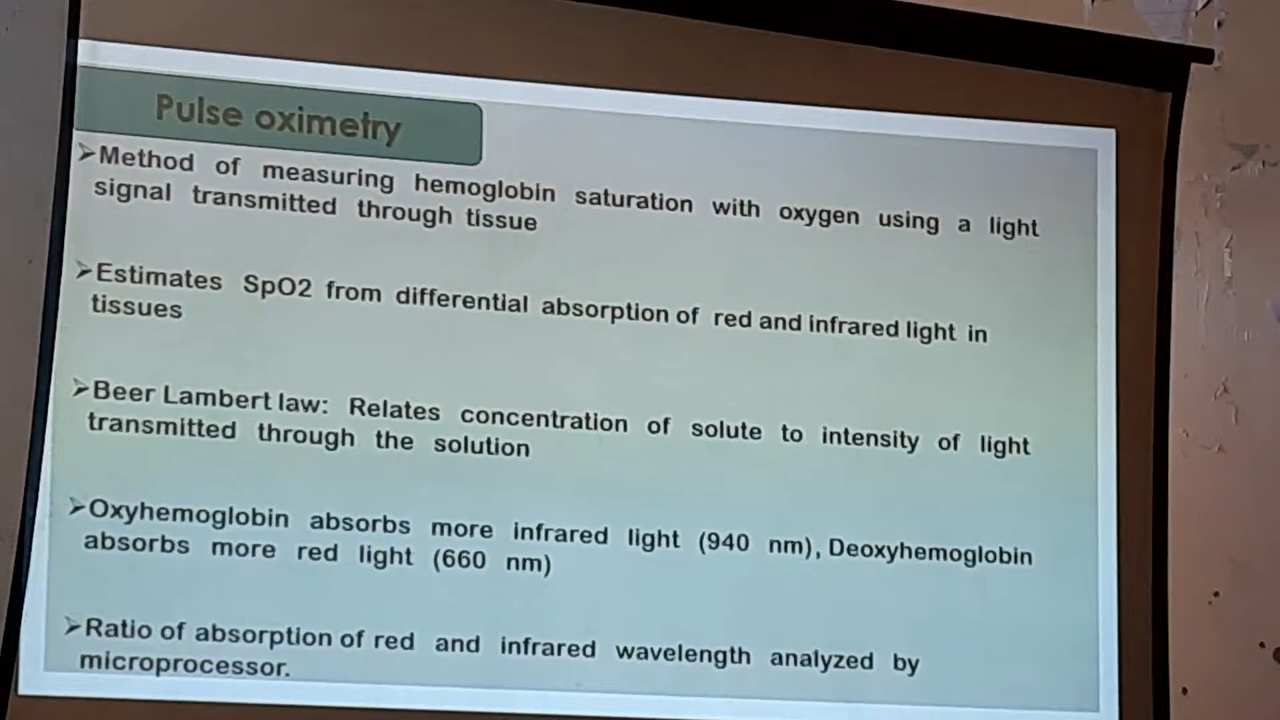 Pulse oximetry
➢Method of measuring hemoglobin saturation with oxygen using a light
signal transmitted through tissue
➢Estimates SpO2 from differential absorption of red and infrared light in
tissues
➢Beer Lambert law: Relates concentration of solute to intensity of light
transmitted through the solution
➢Oxyhemoglobin absorbs more infrared light (940 nm), Deoxyhemoglobin
absorbs more red light (660 nm)
➢Ratio of absorption of red and infrared wavelength analyzed by
microprocessor.